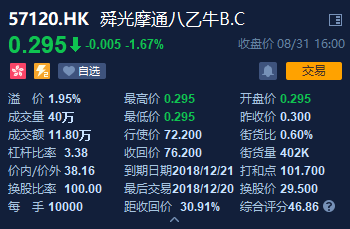 57120.HK 舜光摩通八乙牛B.C
0.295 -0.005 -1.67% 收盘价 08/31 16:00
自选 交易
溢 价 1.95% 最高价 0.295 开盘价 0.295
成交量 40万 最低价 0.295 昨收价 0.300
成交额 11.80万 行使价 72.200 街货比 0.60%
杠杆比率 3.38 收回价 76.200 街货量 402K
价内/价外 38.16 到期日期 2018/12/21 打和点 101.700
换股比率 100.00 最后交易 2018/12/20 换股价 29.500
每 手 10000 距收回价 30.91% 综合评分 46.86 ?